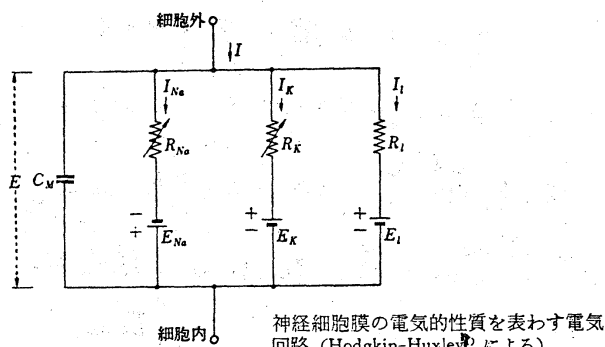 細胞外
I
I_Na I_K I_l
E C_M R_Na R_K R_l
− + +
+ E_Na − E_K − E_l
細胞内
神経細胞膜の電気的性質を表わす電気
回路 (Hodgkin-Huxley による)